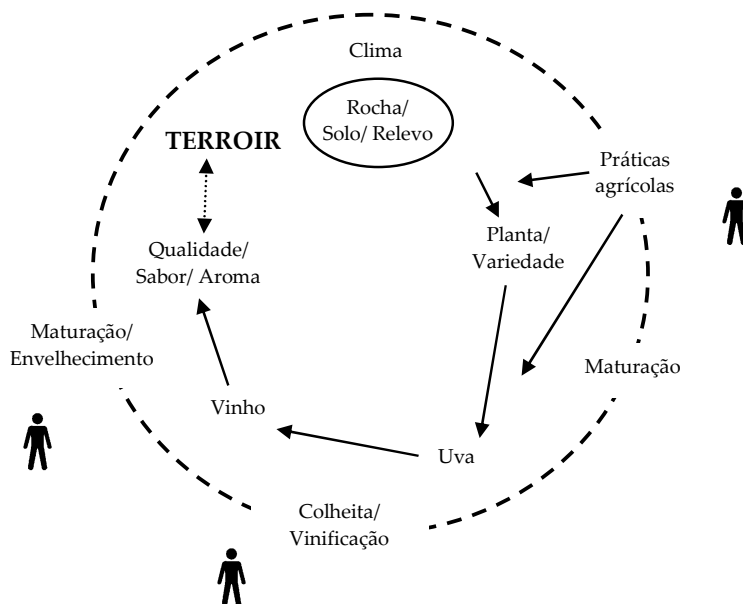 Clima
Rocha/
Solo/ Relevo
TERROIR
Práticas
agrícolas
Planta/
Variedade
Qualidade/
Sabor/ Aroma
Maturação/
Envelhecimento
Maturação
Vinho
Uva
Colheita/
Vinificação